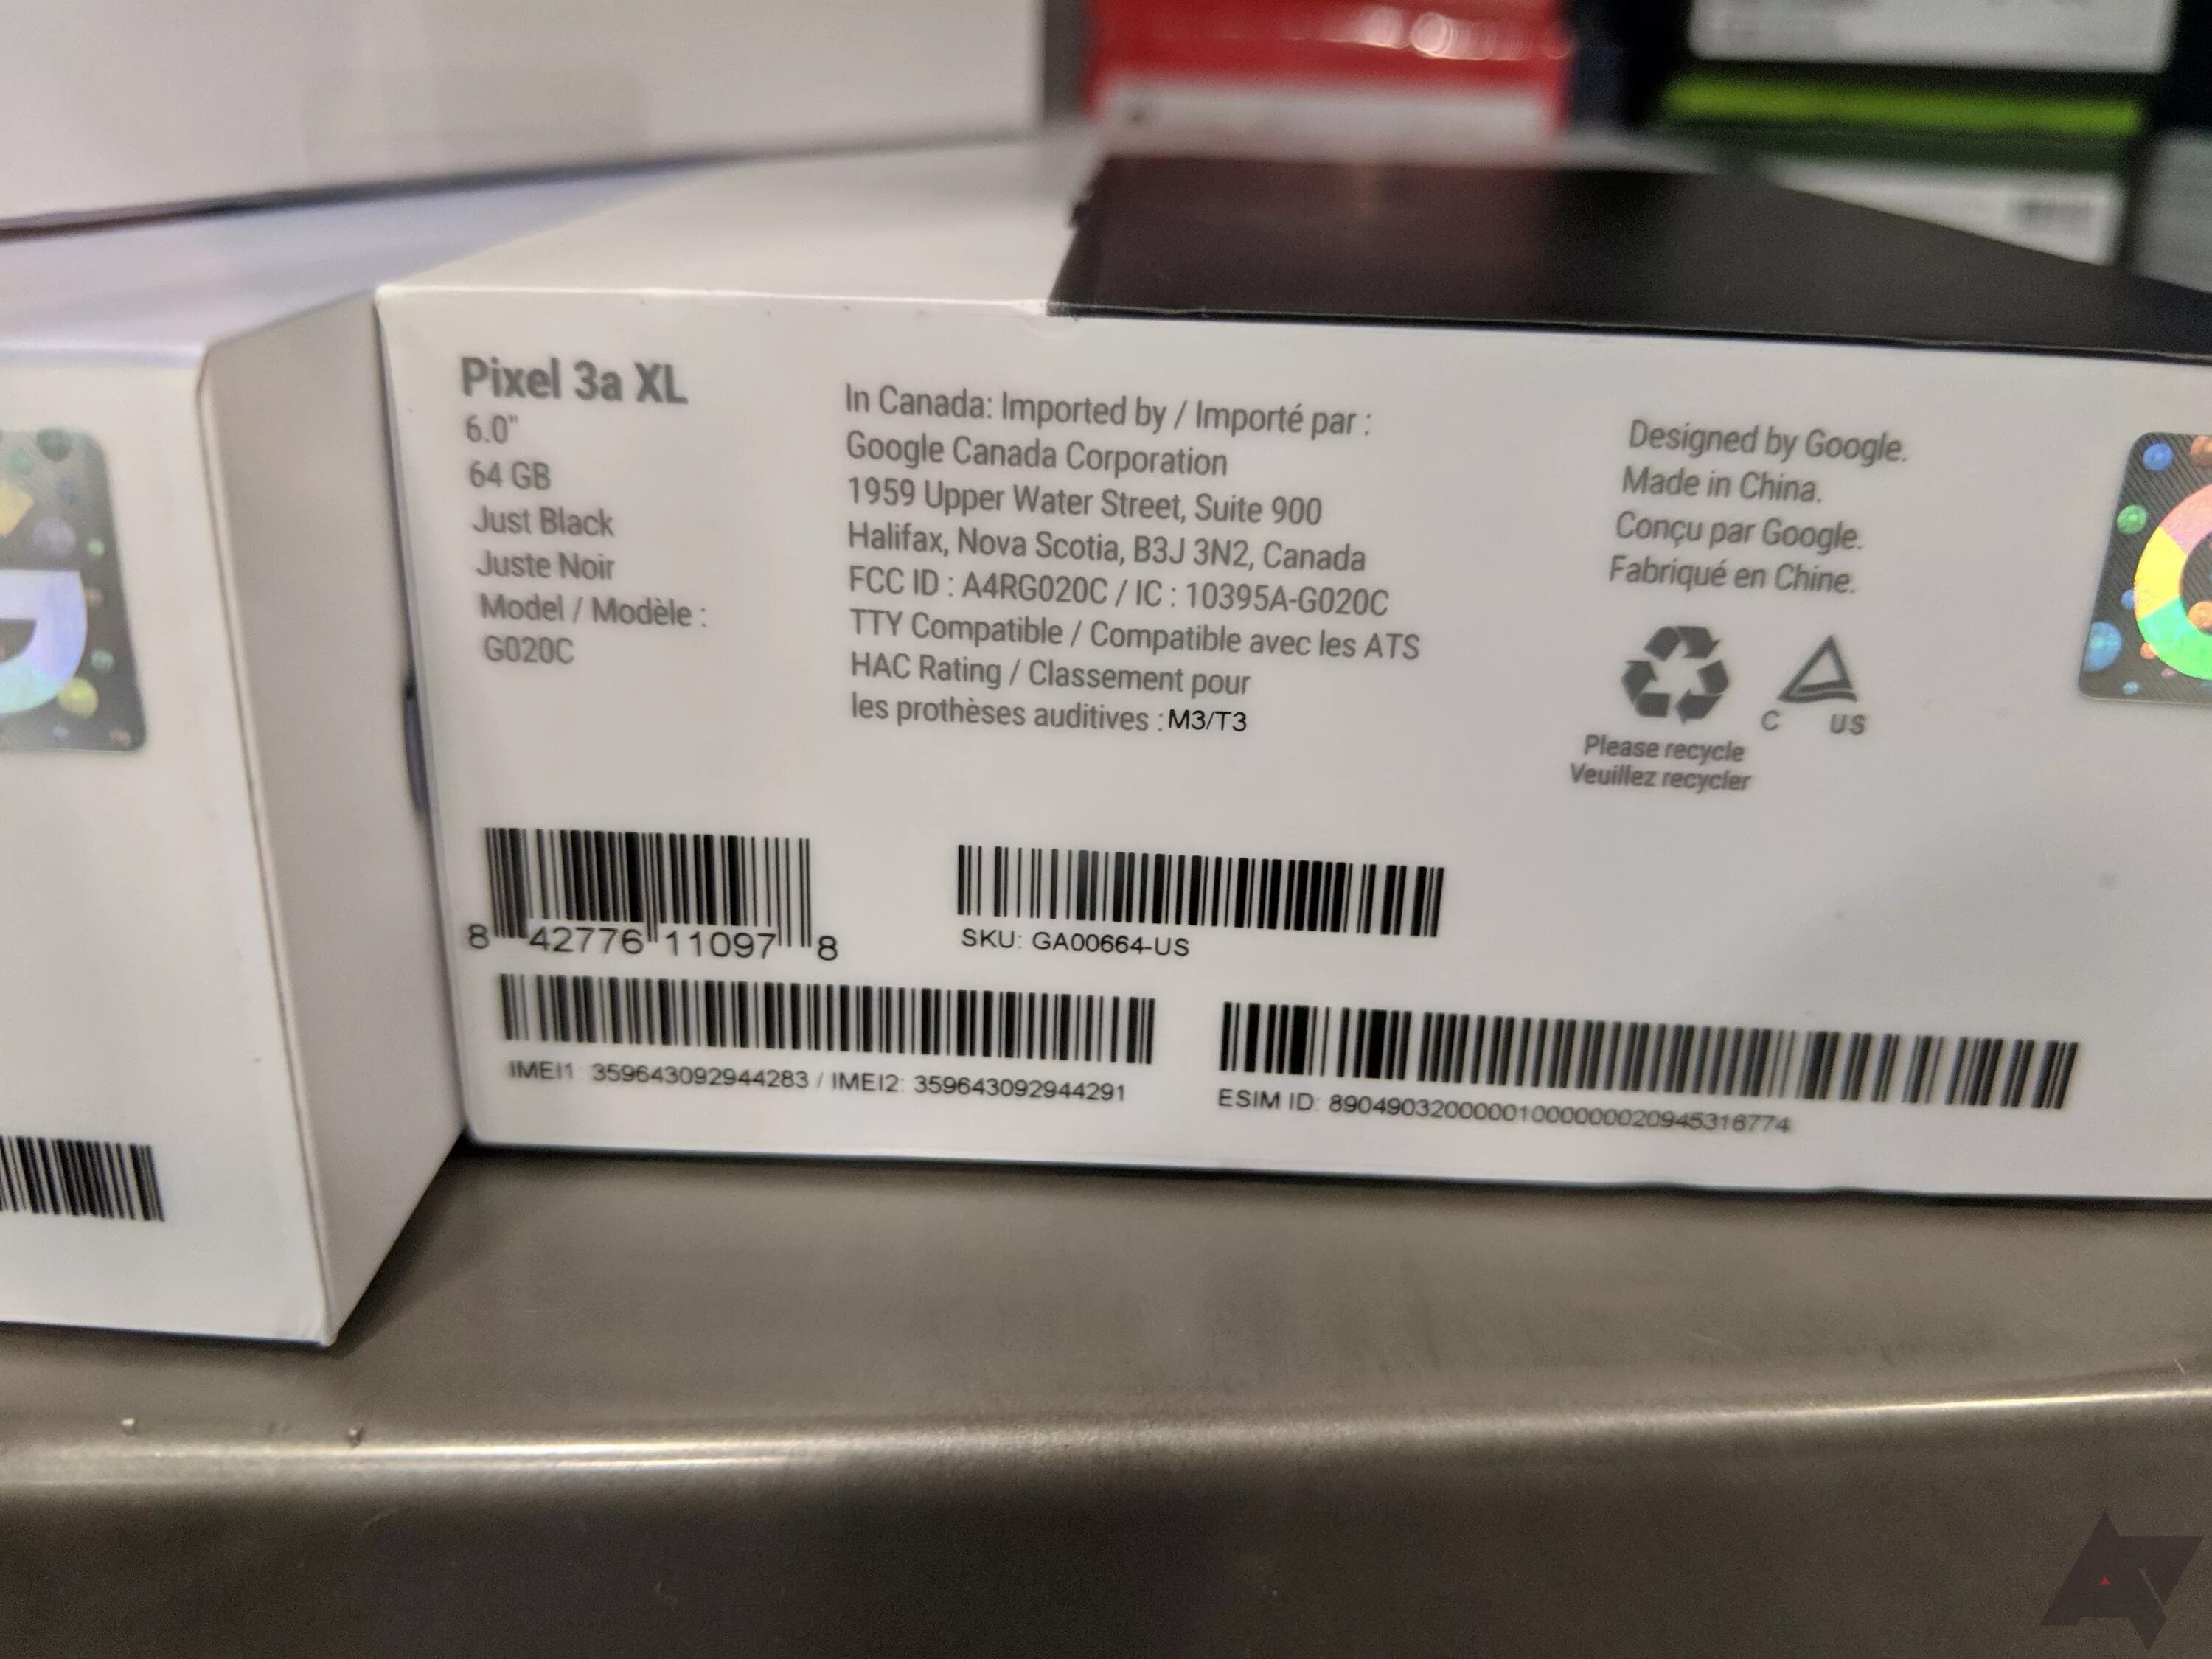 Pixel 3a XL
6.0"
64 GB
Just Black
Juste Noir
Model / Modèle :
G020C
In Canada: Imported by / Importé par :
Google Canada Corporation
1959 Upper Water Street, Suite 900
Halifax, Nova Scotia, B3J 3N2, Canada
FCC ID : A4RG020C / IC : 10395A-G020C
TTY Compatible / Compatible avec les ATS
HAC Rating / Classement pour
les prothèses auditives : M3/T3
Designed by Google.
Made in China.
Conçu par Google.
Fabriqué en Chine.
C US
Please recycle
Veuillez recycler
8 42776 11097 8
SKU: GA00664-US
IMEI1: 359643092944283 / IMEI2: 359643092944291
ESIM ID: 89049032000001000000020945316774